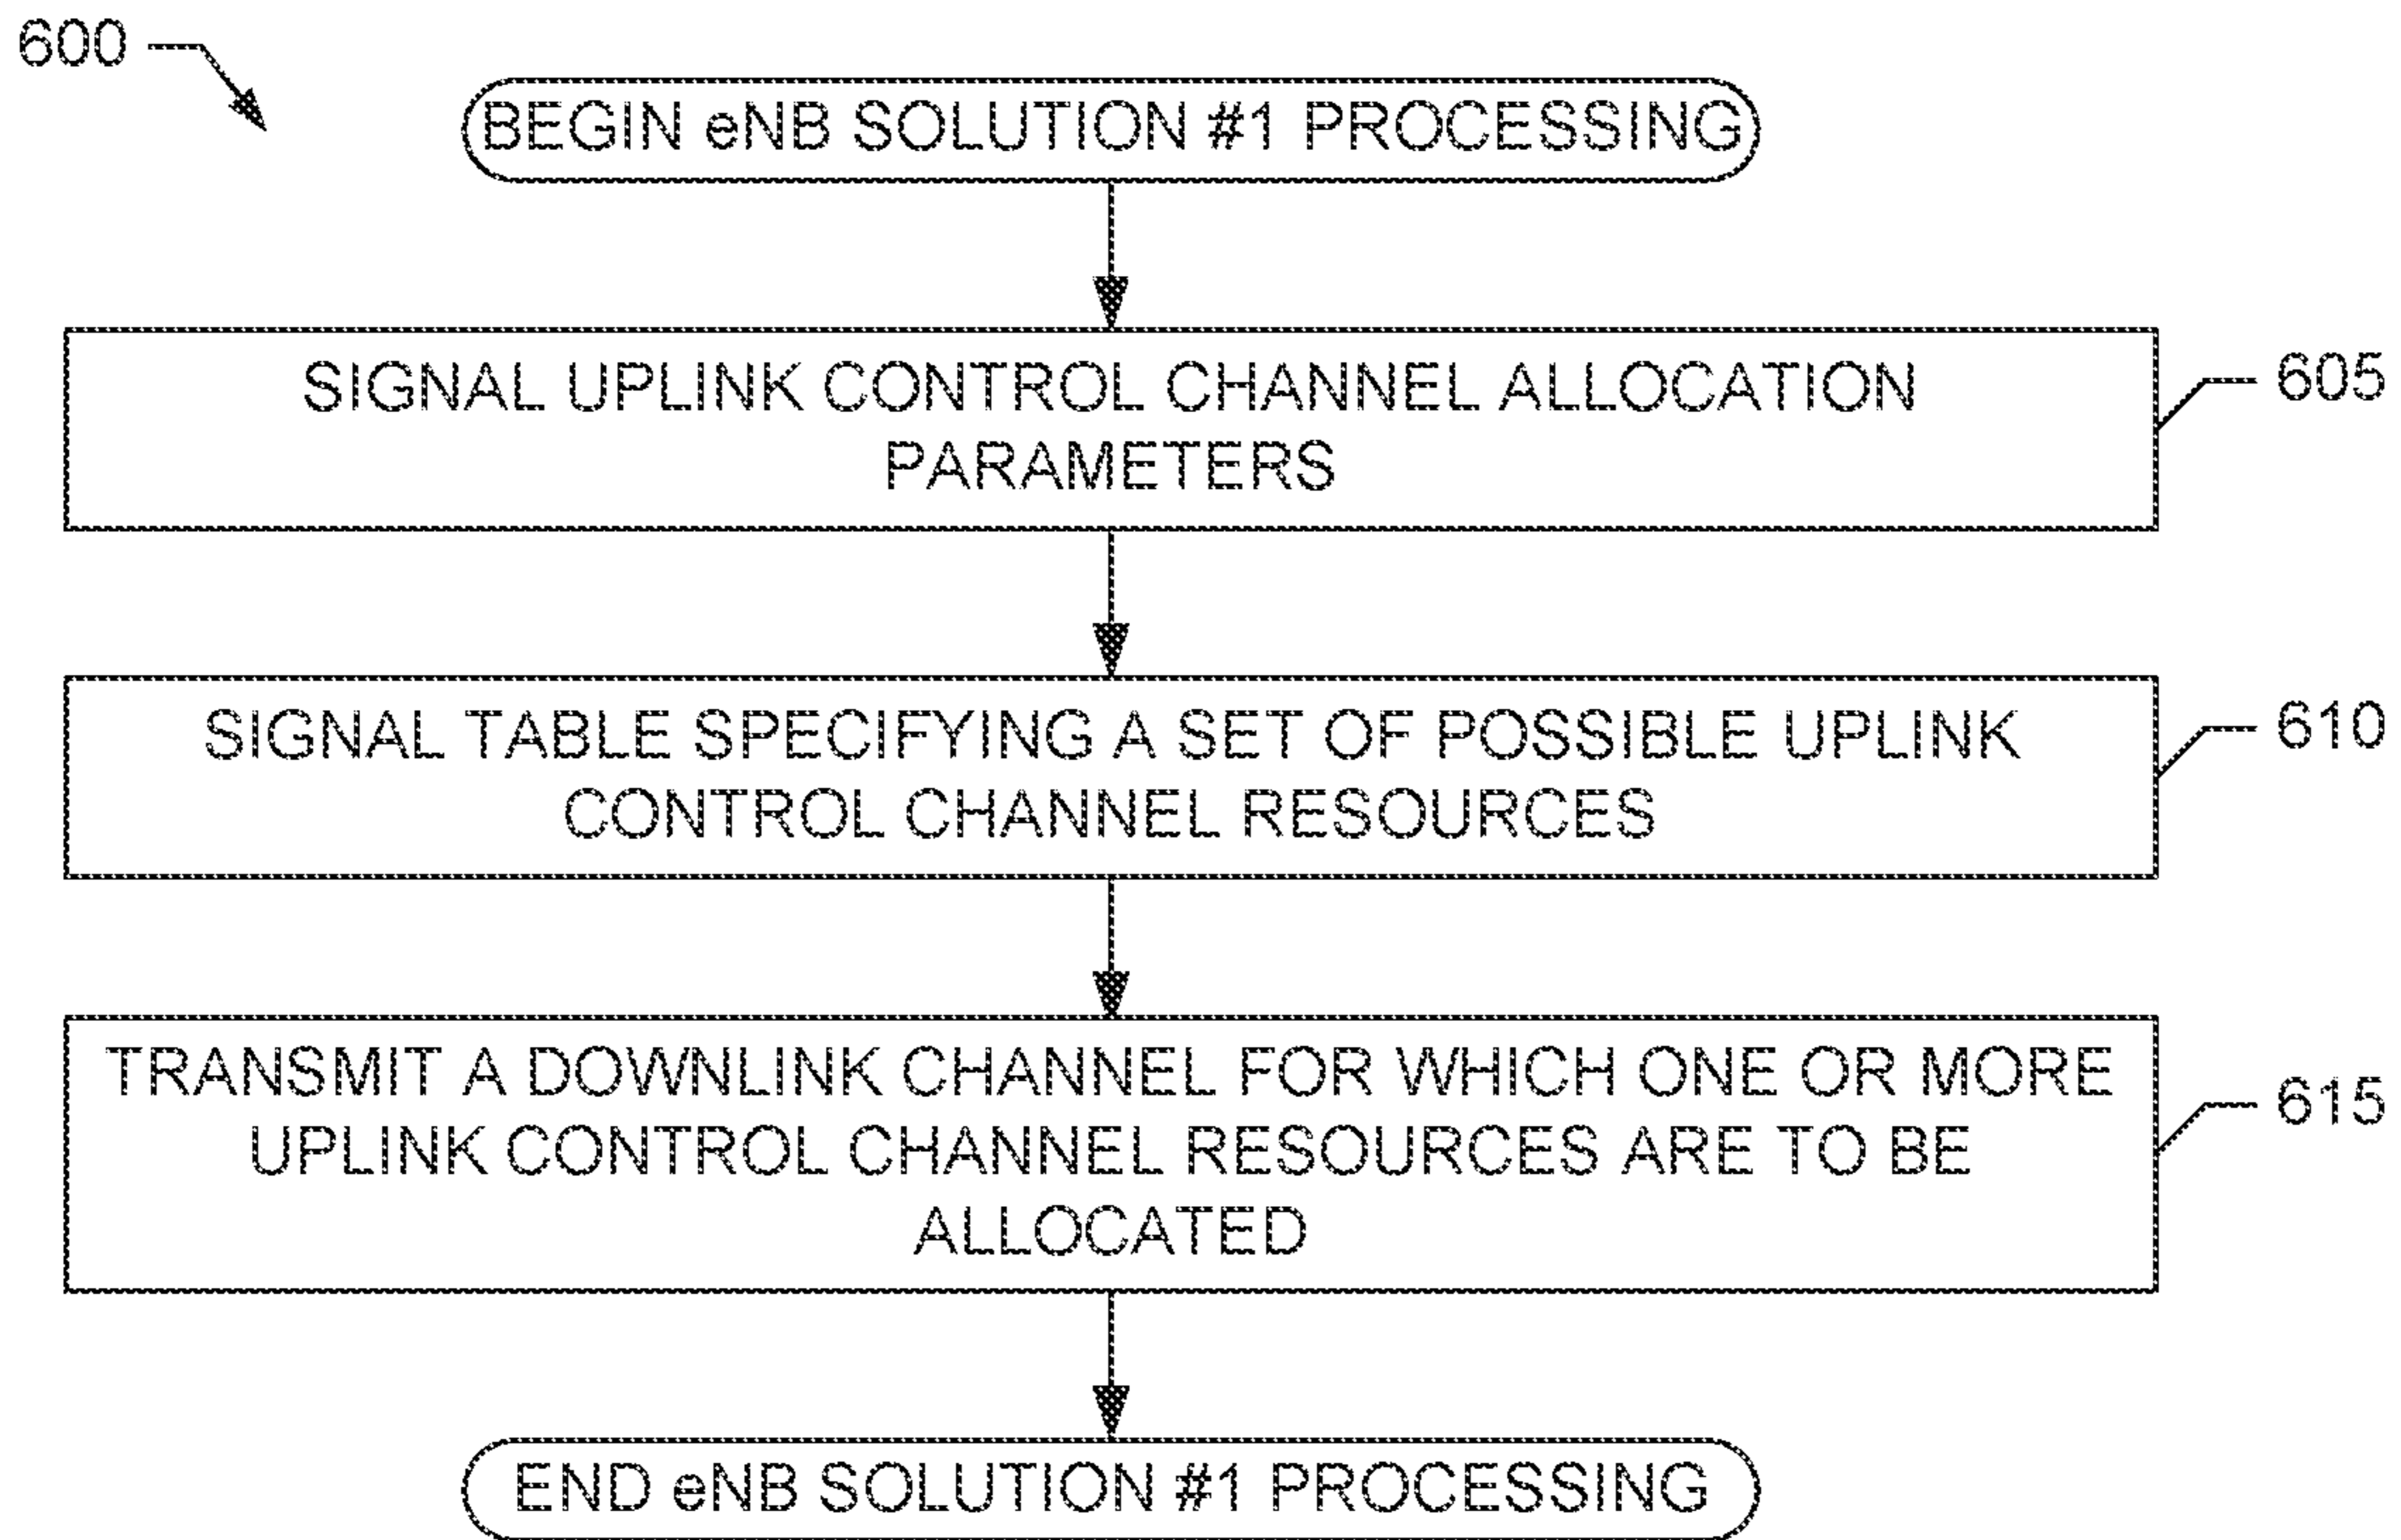 600
BEGIN eNB SOLUTION #1 PROCESSING
SIGNAL UPLINK CONTROL CHANNEL ALLOCATION
PARAMETERS
605
SIGNAL TABLE SPECIFYING A SET OF POSSIBLE UPLINK
CONTROL CHANNEL RESOURCES
610
TRANSMIT A DOWNLINK CHANNEL FOR WHICH ONE OR MORE
UPLINK CONTROL CHANNEL RESOURCES ARE TO BE
ALLOCATED
615
END eNB SOLUTION #1 PROCESSING